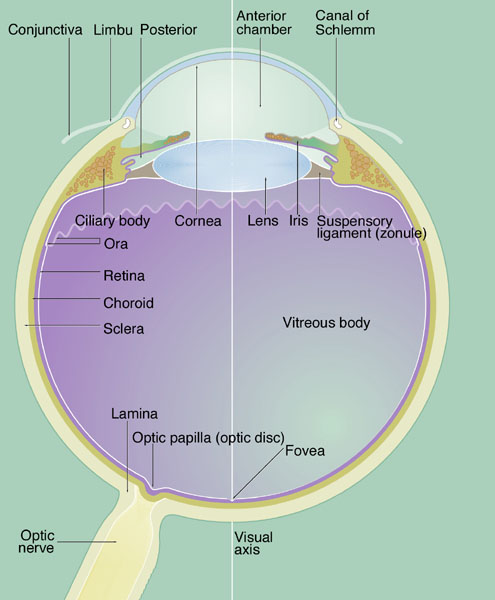 Anterior
chamber
Canal of
Schlemm
Conjunctiva
Limbu
Posterior
Ciliary body
Cornea
Lens
Iris
Suspensory
ligament (zonule)
Ora
Retina
Choroid
Sclera
Vitreous body
Lamina
Optic papilla (optic disc)
Fovea
Optic
nerve
Visual
axis